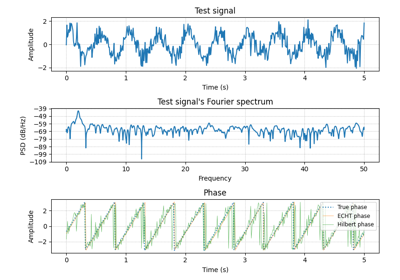 Test signal
2
0
−2
Amplitude
0
1
2
3
4
5
Time (s)
Test signal's Fourier spectrum
−39
−49
−59
−69
−79
−89
−99
−109
PSD (dB/Hz)
0
10
20
30
40
50
Frequency
Phase
2
0
−2
Amplitude
True phase
ECHT phase
Hilbert phase
0
1
2
3
4
5
Time (s)